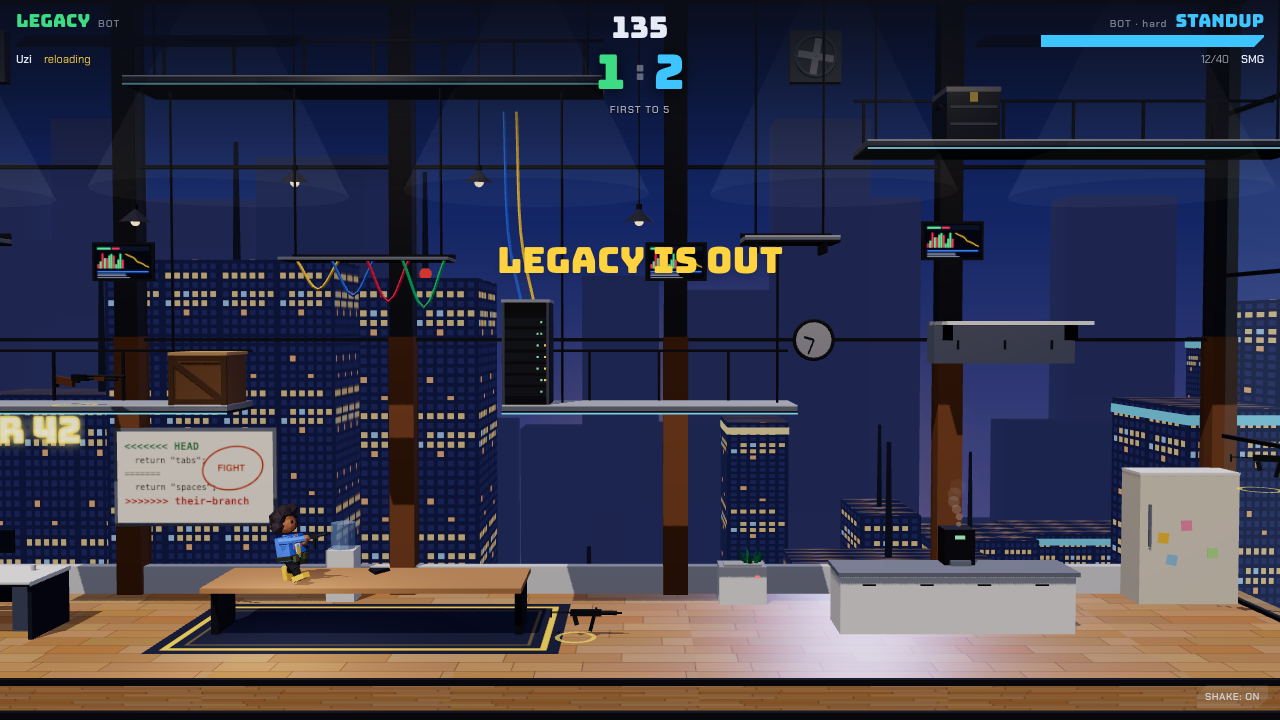 LEGACY BOT
135
BOT · hard STANDUP
Uzi reloading
1 : 2
12/40 SMG
FIRST TO 5
LEGACY IS OUT
R 42
<<<<<<< HEAD
return "tabs";
=======
return "spaces";
>>>>>>> their-branch
FIGHT
SHAKE: ON